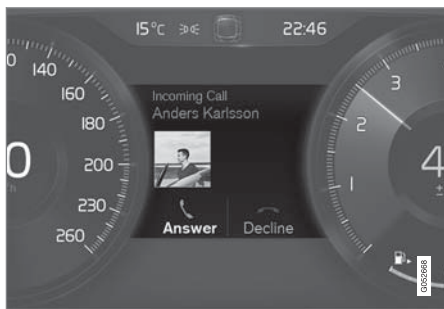 15°C 22:46
0 140 160 180 200 230 260
0
Incoming Call
Anders Karlsson
Answer Decline
3
2
1
4
±
G052668